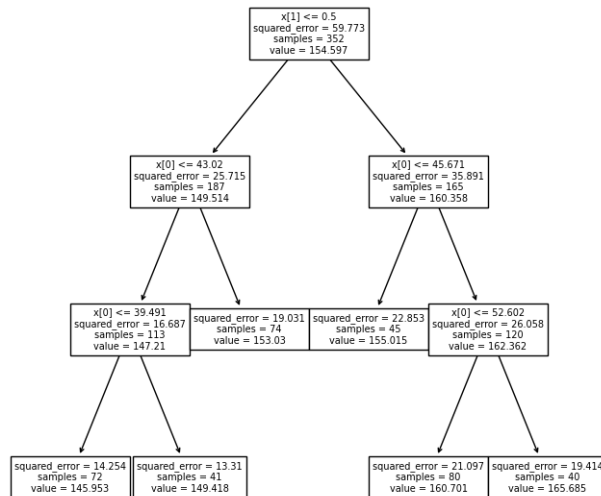 x[1] <= 0.5
squared_error = 59.773
samples = 352
value = 154.597
x[0] <= 43.02
squared_error = 25.715
samples = 187
value = 149.514
x[0] <= 45.671
squared_error = 35.891
samples = 165
value = 160.358
x[0] <= 39.491
squared_error = 16.687
samples = 113
value = 147.21
squared_error = 19.031
samples = 74
value = 153.03
squared_error = 22.853
samples = 45
value = 155.015
x[0] <= 52.602
squared_error = 26.058
samples = 120
value = 162.362
squared_error = 14.254
samples = 72
value = 145.953
squared_error = 13.31
samples = 41
value = 149.418
squared_error = 21.097
samples = 80
value = 160.701
squared_error = 19.414
samples = 40
value = 165.685